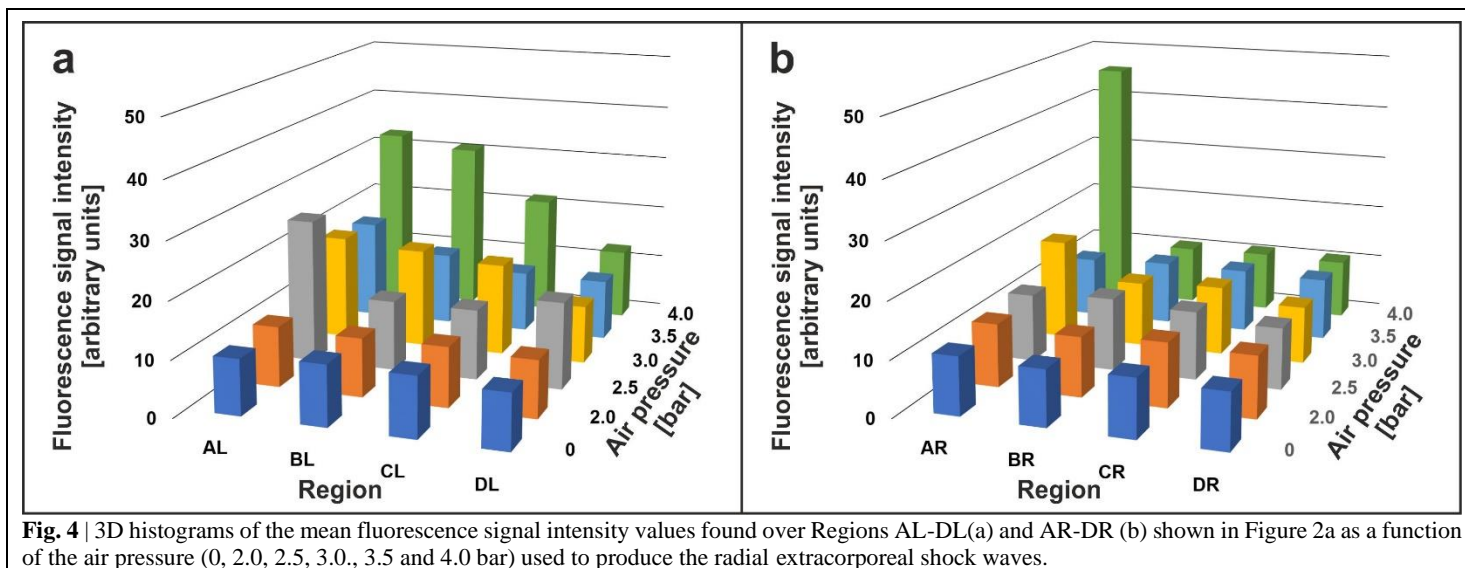 a
Fluorescence signal intensity
[arbitrary units]
50
40
30
20
10
0
AL
BL
CL
DL
Region
0
2.0
2.5
3.0
3.5
4.0
Air pressure
[bar]
b
Fluorescence signal intensity
[arbitrary units]
50
40
30
20
10
0
AR
BR
CR
DR
Region
0
2.0
2.5
3.0
3.5
4.0
Air pressure
[bar]
Fig. 4 | 3D histograms of the mean fluorescence signal intensity values found over Regions AL-DL(a) and AR-DR (b) shown in Figure 2a as a function
of the air pressure (0, 2.0, 2.5, 3.0., 3.5 and 4.0 bar) used to produce the radial extracorporeal shock waves.